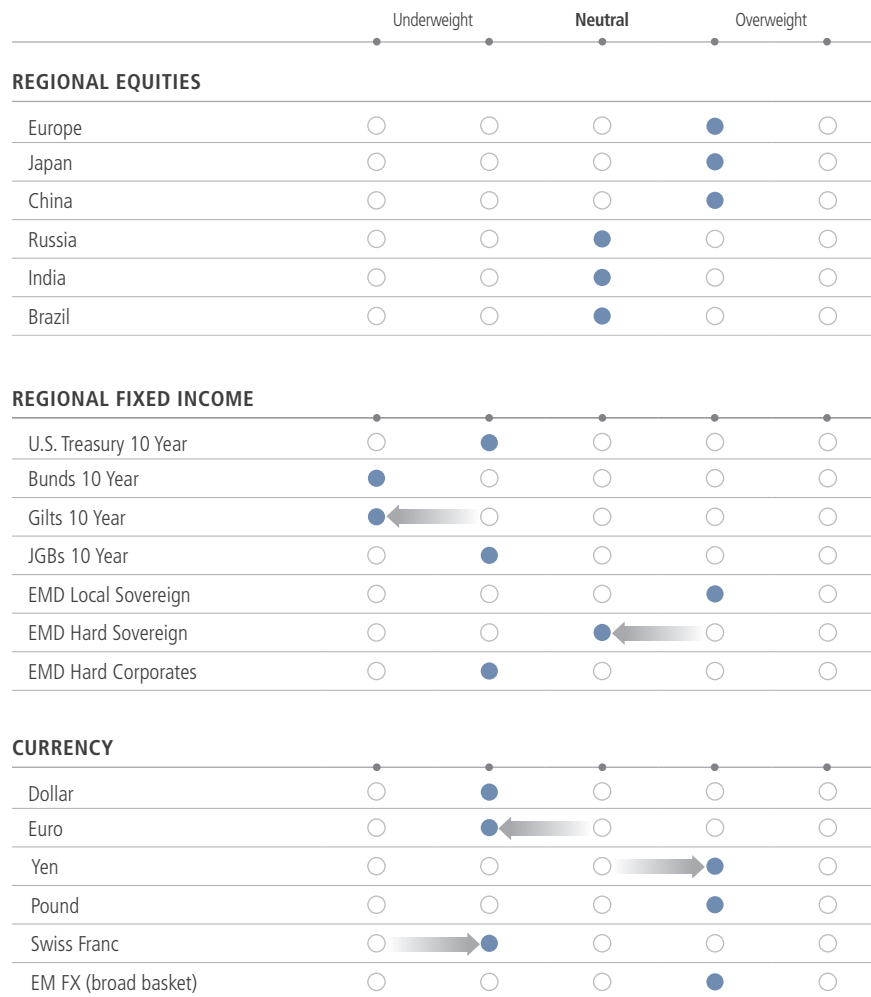 Underweight Neutral Overweight
REGIONAL EQUITIES
Europe
Japan
China
Russia
India
Brazil
REGIONAL FIXED INCOME
U.S. Treasury 10 Year
Bunds 10 Year
Gilts 10 Year
JGBs 10 Year
EMD Local Sovereign
EMD Hard Sovereign
EMD Hard Corporates
CURRENCY
Dollar
Euro
Yen
Pound
Swiss Franc
EM FX (broad basket)